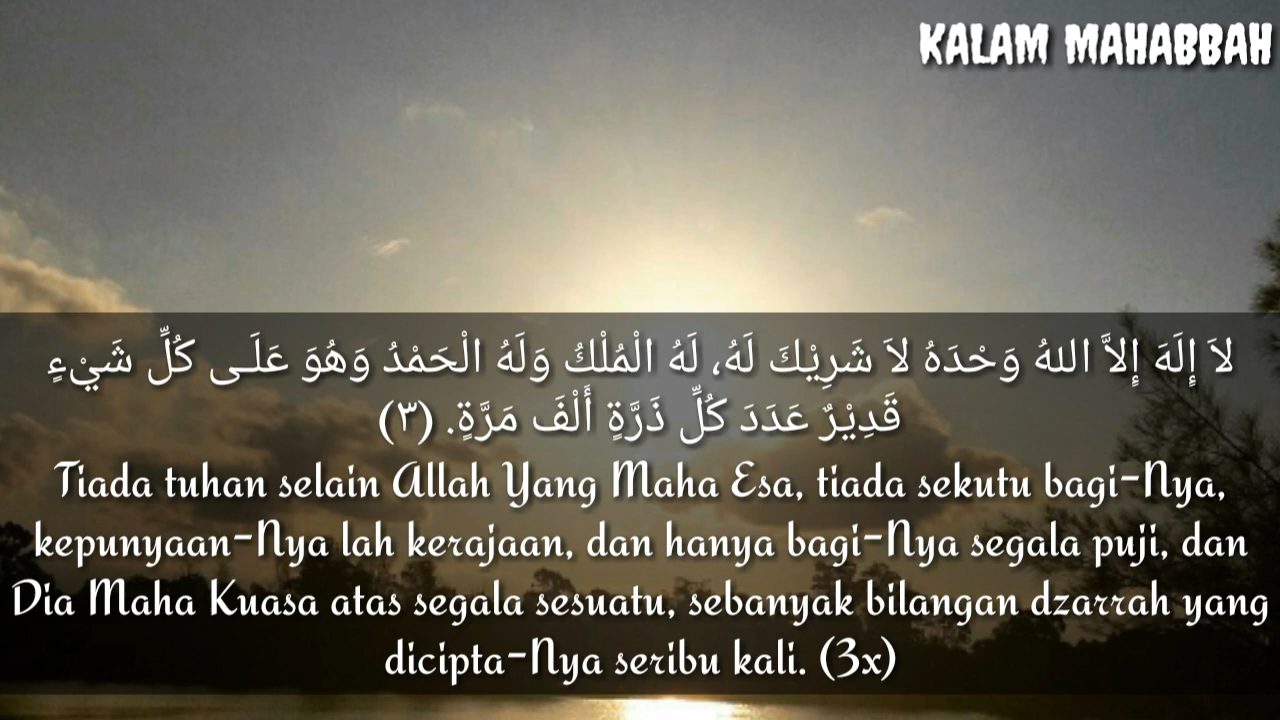 KALAM MAHABBAH
لاَ إِلَهَ إِلاَّ اللهُ وَحْدَهُ لاَ شَرِيْكَ لَهُ، لَهُ الْمُلْكُ وَلَهُ الْحَمْدُ وَهُوَ عَلَـى كُلِّ شَيْءٍ
قَدِيْرٌ عَدَدَ كُلِّ ذَرَّةٍ أَلْفَ مَرَّةٍ. (٣)
Tiada tuhan selain Allah Yang Maha Esa, tiada sekutu bagi-Nya,
kepunyaan-Nya lah kerajaan, dan hanya bagi-Nya segala puji, dan
Dia Maha Kuasa atas segala sesuatu, sebanyak bilangan dzarrah yang
dicipta-Nya seribu kali. (3x)